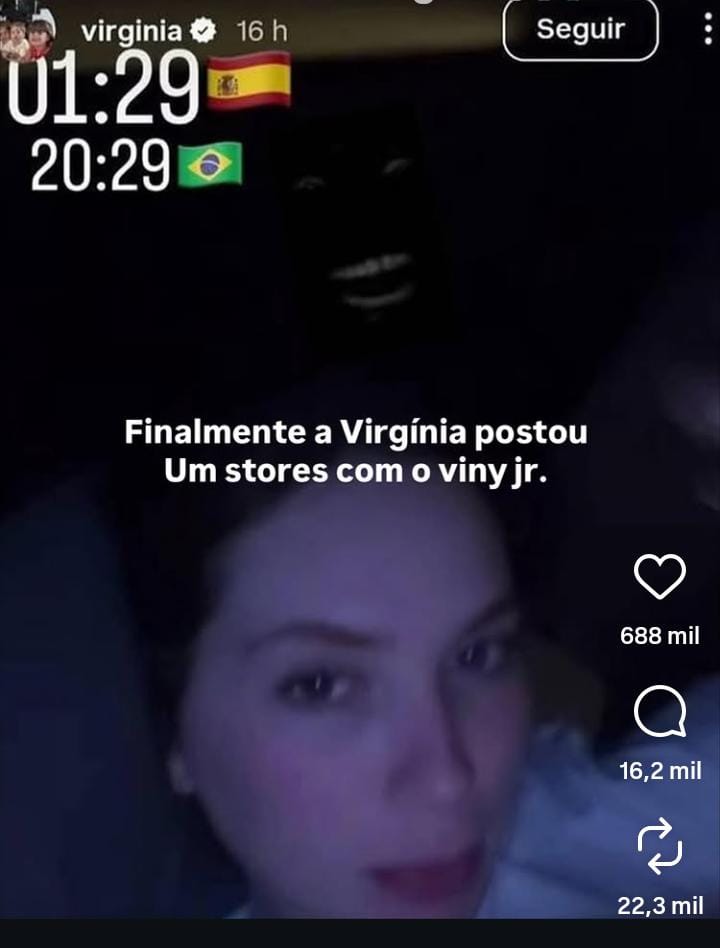 virginia 16 h
Seguir
01:29
20:29
Finalmente a Virgínia postou
Um stores com o viny jr.
688 mil
16,2 mil
22,3 mil